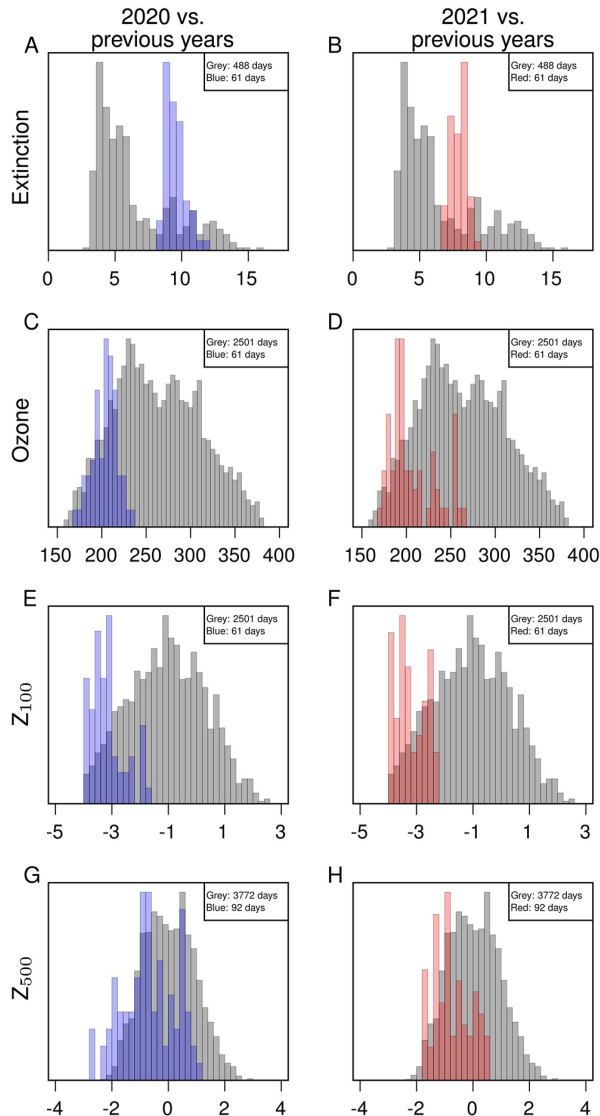 2020 vs.
previous years
2021 vs.
previous years
A
B
Extinction
Grey: 488 days
Blue: 61 days
Grey: 488 days
Red: 61 days
0 5 10 15
0 5 10 15
C
D
Ozone
Grey: 2501 days
Blue: 61 days
Grey: 2501 days
Red: 61 days
150 200 250 300 350 400
150 200 250 300 350 400
E
F
Z100
Grey: 2501 days
Blue: 61 days
Grey: 2501 days
Red: 61 days
-5 -3 -1 1 3
-5 -3 -1 1 3
G
H
Z500
Grey: 3772 days
Blue: 92 days
Grey: 3772 days
Red: 92 days
-4 -2 0 2 4
-4 -2 0 2 4